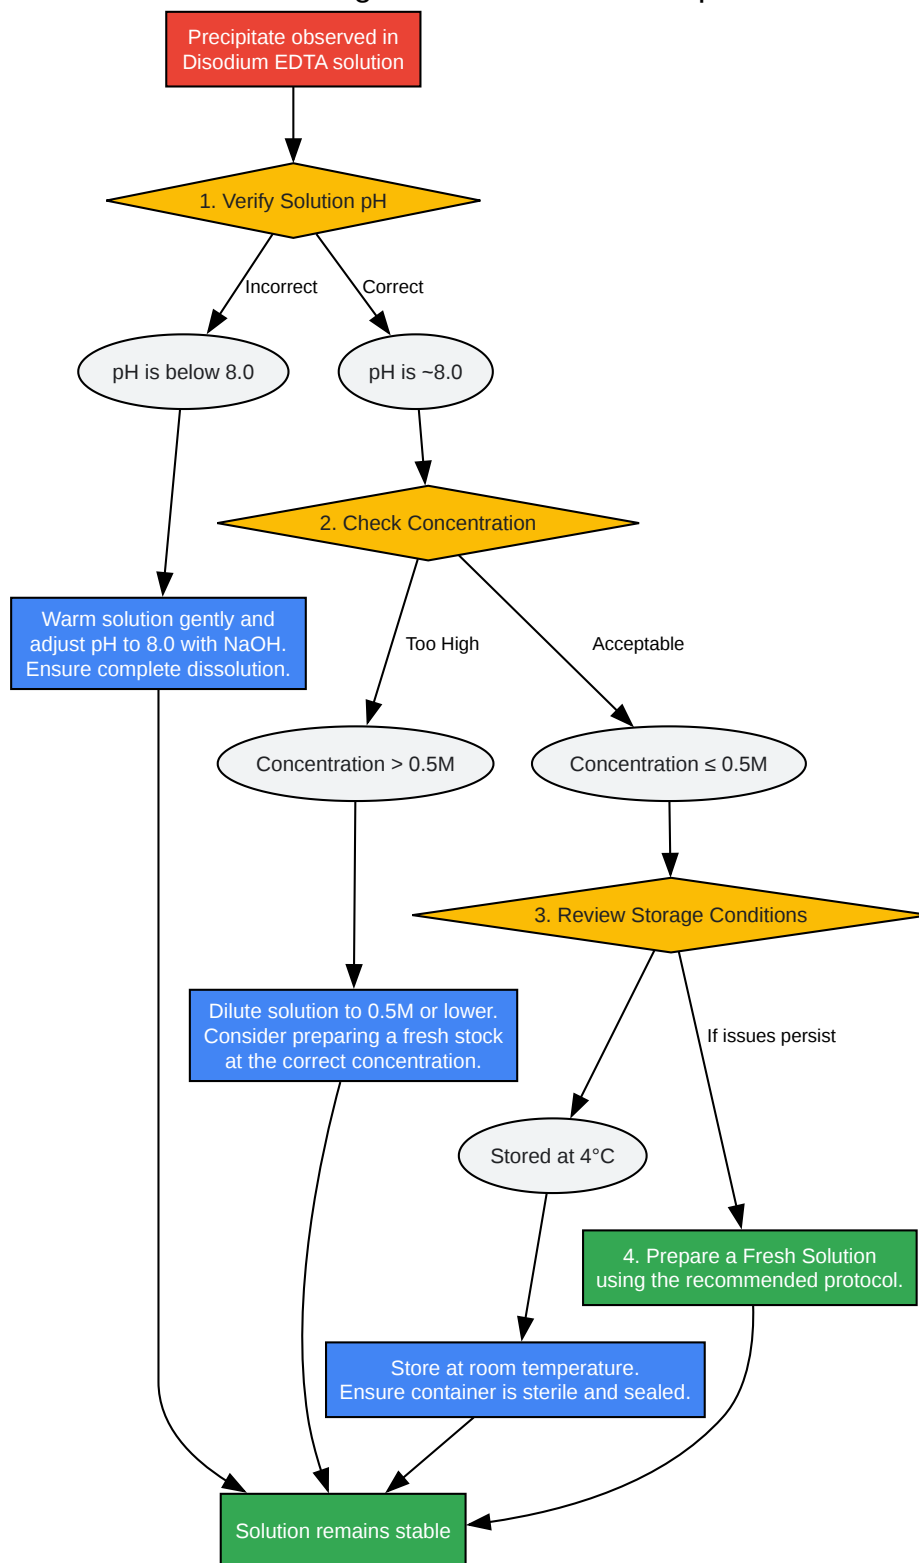 Precipitate observed in
Disodium EDTA solution
1. Verify Solution pH
Incorrect
Correct
pH is below 8.0
pH is ~8.0
2. Check Concentration
Warm solution gently and
adjust pH to 8.0 with NaOH.
Ensure complete dissolution.
Too High
Acceptable
Concentration > 0.5M
Concentration ≤ 0.5M
3. Review Storage Conditions
Dilute solution to 0.5M or lower.
Consider preparing a fresh stock
at the correct concentration.
If issues persist
Stored at 4°C
4. Prepare a Fresh Solution
using the recommended protocol.
Store at room temperature.
Ensure container is sterile and sealed.
Solution remains stable